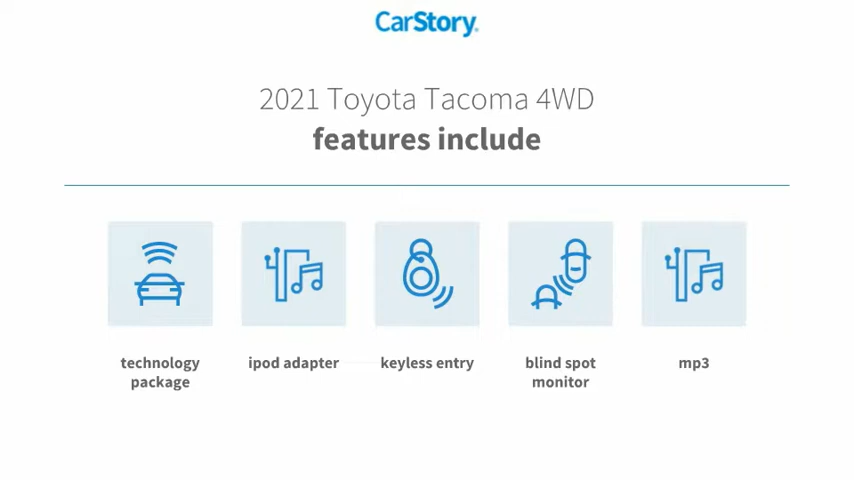 CarStory
2021 Toyota Tacoma 4WD
features include
technology package
ipod adapter
keyless entry
blind spot monitor
mp3